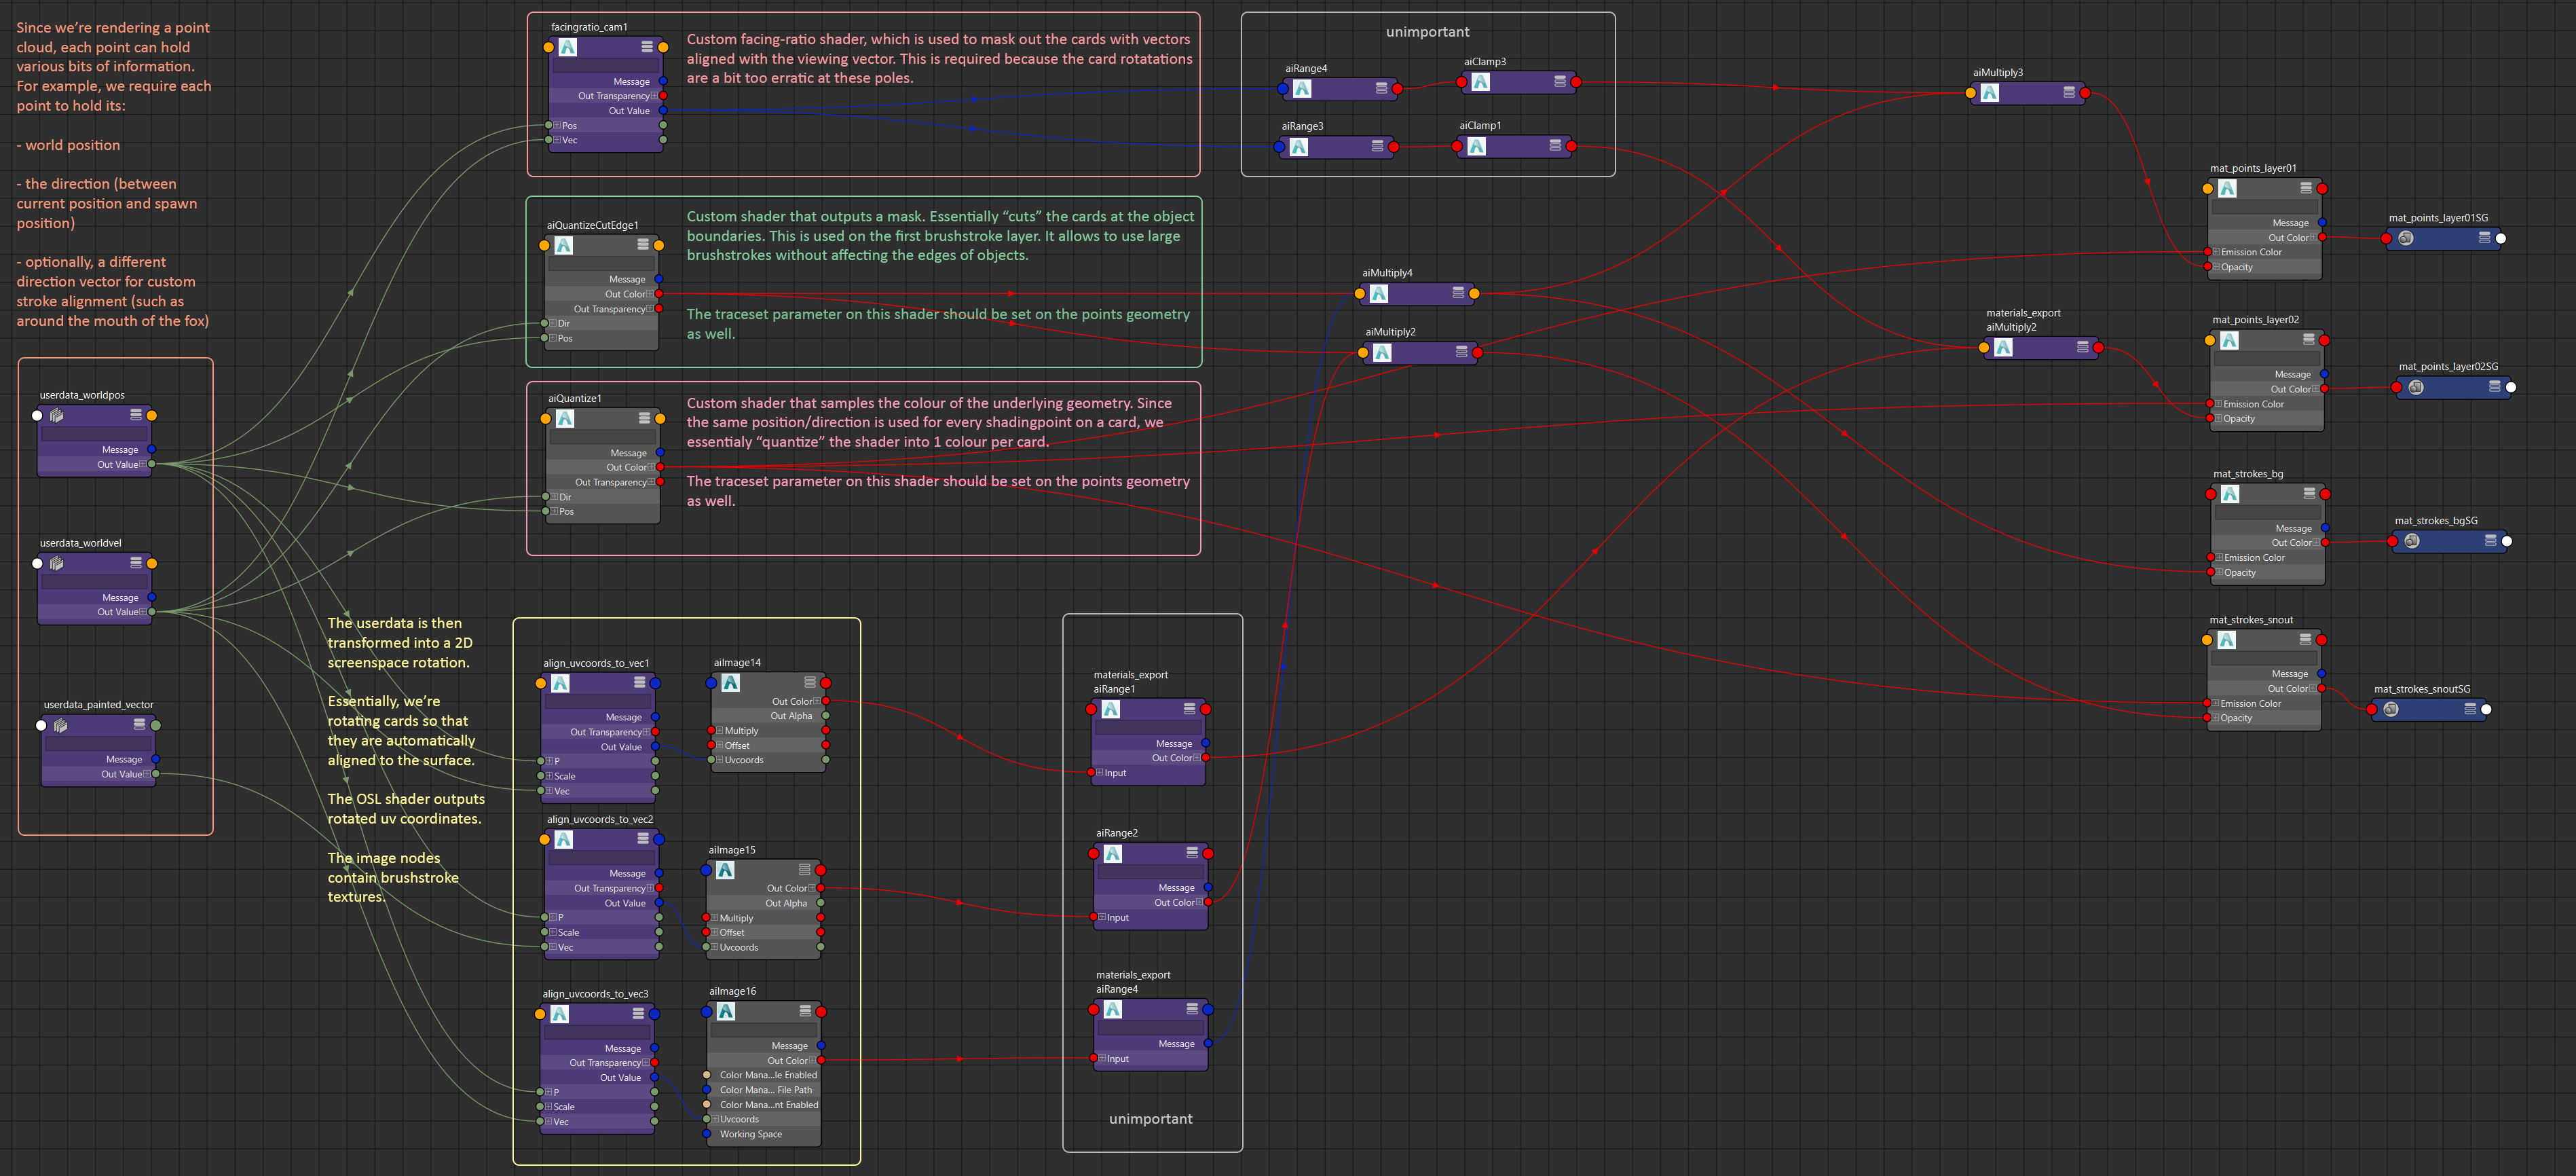 Since we're rendering a point
cloud, each point can hold
various bits of information.
For example, we require each
point to hold its:
- world position
- the direction (between
current position and spawn
position)
- optionally, a different
direction vector for custom
stroke alignment (such as
around the mouth of the fox)
userdata_worldpos
Message
Out Value
userdata_worldvel
Message
Out Value
userdata_painted_vector
Message
Out Value
facingratio_cam1
Message
Out Transparency
Out Value
Pos
Vec
Custom facing-ratio shader, which is used to mask out the cards with vectors
aligned with the viewing vector. This is required because the card rotatations
are a bit too erratic at these poles.
aiQuantizeCutEdge1
Message
Out Color
Out Transparency
Dir
Pos
Custom shader that outputs a mask. Essentially "cuts" the cards at the object
boundaries. This is used on the first brushstroke layer. It allows to use large
brushstrokes without affecting the edges of objects.
The traceset parameter on this shader should be set on the points geometry
as well.
aiQuantize1
Message
Out Color
Out Transparency
Dir
Pos
Custom shader that samples the colour of the underlying geometry. Since
the same position/direction is used for every shadingpoint on a card, we
essentialy "quantize" the shader into 1 colour per card.
The traceset parameter on this shader should be set on the points geometry
as well.
The userdata is then
transformed into a 2D
screenspace rotation.
Essentially, we're
rotating cards so that
they are automatically
aligned to the surface.
The OSL shader outputs
rotated uv coordinates.
The image nodes
contain brushstroke
textures.
align_uvcoords_to_vec1
Message
Out Transparency
Out Value
P
Scale
Vec
aiImage14
Out Color
Out Alpha
Multiply
Offset
Uvcoords
align_uvcoords_to_vec2
Message
Out Transparency
Out Value
P
Scale
Vec
aiImage15
Out Color
Out Alpha
Multiply
Offset
Uvcoords
align_uvcoords_to_vec3
Message
Out Transparency
Out Value
P
Scale
Vec
aiImage16
Message
Out Color
Color Mana...le Enabled
Color Mana... File Path
Color Mana...nt Enabled
Uvcoords
Working Space
materials_export
aiRange1
Message
Out Color
Input
aiRange2
Message
Out Color
Input
materials_export
aiRange4
Message
Input
unimportant
unimportant
aiRange4
aiClamp3
aiRange3
aiClamp1
aiMultiply4
aiMultiply2
aiMultiply3
materials_export
aiMultiply2
mat_points_layer01
Message
Out Color
Emission Color
Opacity
mat_points_layer01SG
mat_points_layer02
Message
Out Color
Emission Color
Opacity
mat_points_layer02SG
mat_strokes_bg
Message
Out Color
Emission Color
Opacity
mat_strokes_bgSG
mat_strokes_snout
Message
Out Color
Emission Color
Opacity
mat_strokes_snoutSG